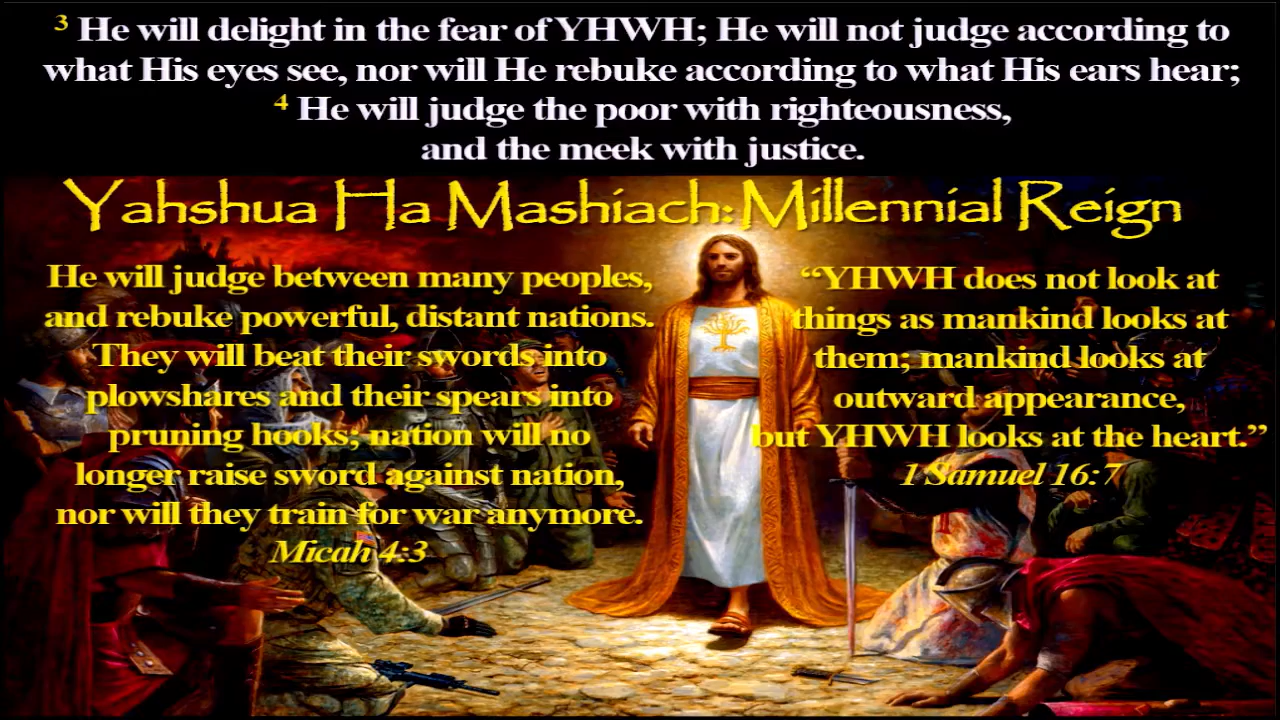 3 He will delight in the fear of YHWH; He will not judge according to
what His eyes see, nor will He rebuke according to what His ears hear;
4 He will judge the poor with righteousness,
and the meek with justice.
Yahshua Ha Mashiach: Millennial Reign
He will judge between many peoples,
and rebuke powerful, distant nations.
They will beat their swords into
plowshares and their spears into
pruning hooks; nation will no
longer raise sword against nation,
nor will they train for war anymore.
Micah 4:3
“YHWH does not look at
things as mankind looks at
them; mankind looks at
outward appearance,
but YHWH looks at the heart.”
1 Samuel 16:7